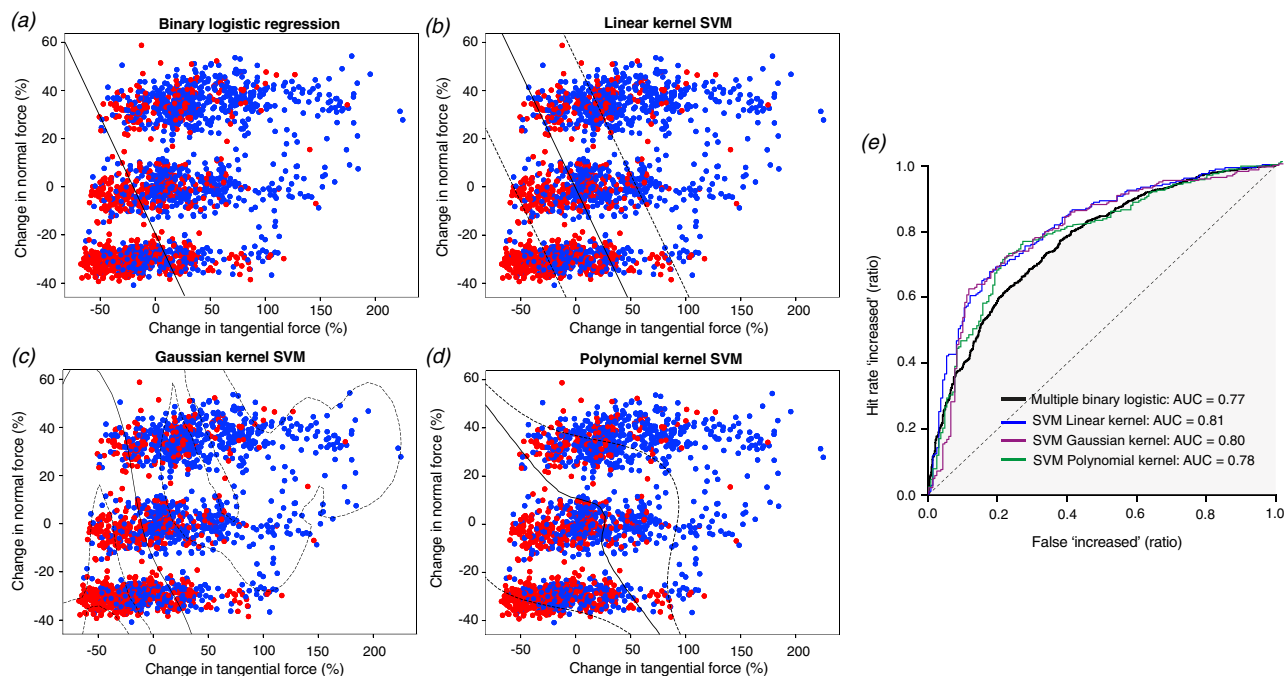 (a)
Binary logistic regression
60
40
20
0
-20
-40
Change in normal force (%)
-50
0
50
100
150
200
Change in tangential force (%)
(b)
Linear kernel SVM
60
40
20
0
-20
-40
Change in normal force (%)
-50
0
50
100
150
200
Change in tangential force (%)
(c)
Gaussian kernel SVM
60
40
20
0
-20
-40
Change in normal force (%)
-50
0
50
100
150
200
Change in tangential force (%)
(d)
Polynomial kernel SVM
60
40
20
0
-20
-40
Change in normal force (%)
-50
0
50
100
150
200
Change in tangential force (%)
(e)
1.0
0.8
0.6
0.4
0.2
0.0
Hit rate ‘increased’ (ratio)
Multiple binary logistic: AUC = 0.77
SVM Linear kernel: AUC = 0.81
SVM Gaussian kernel: AUC = 0.80
SVM Polynomial kernel: AUC = 0.78
0.0
0.2
0.4
0.6
0.8
1.0
False ‘increased’ (ratio)